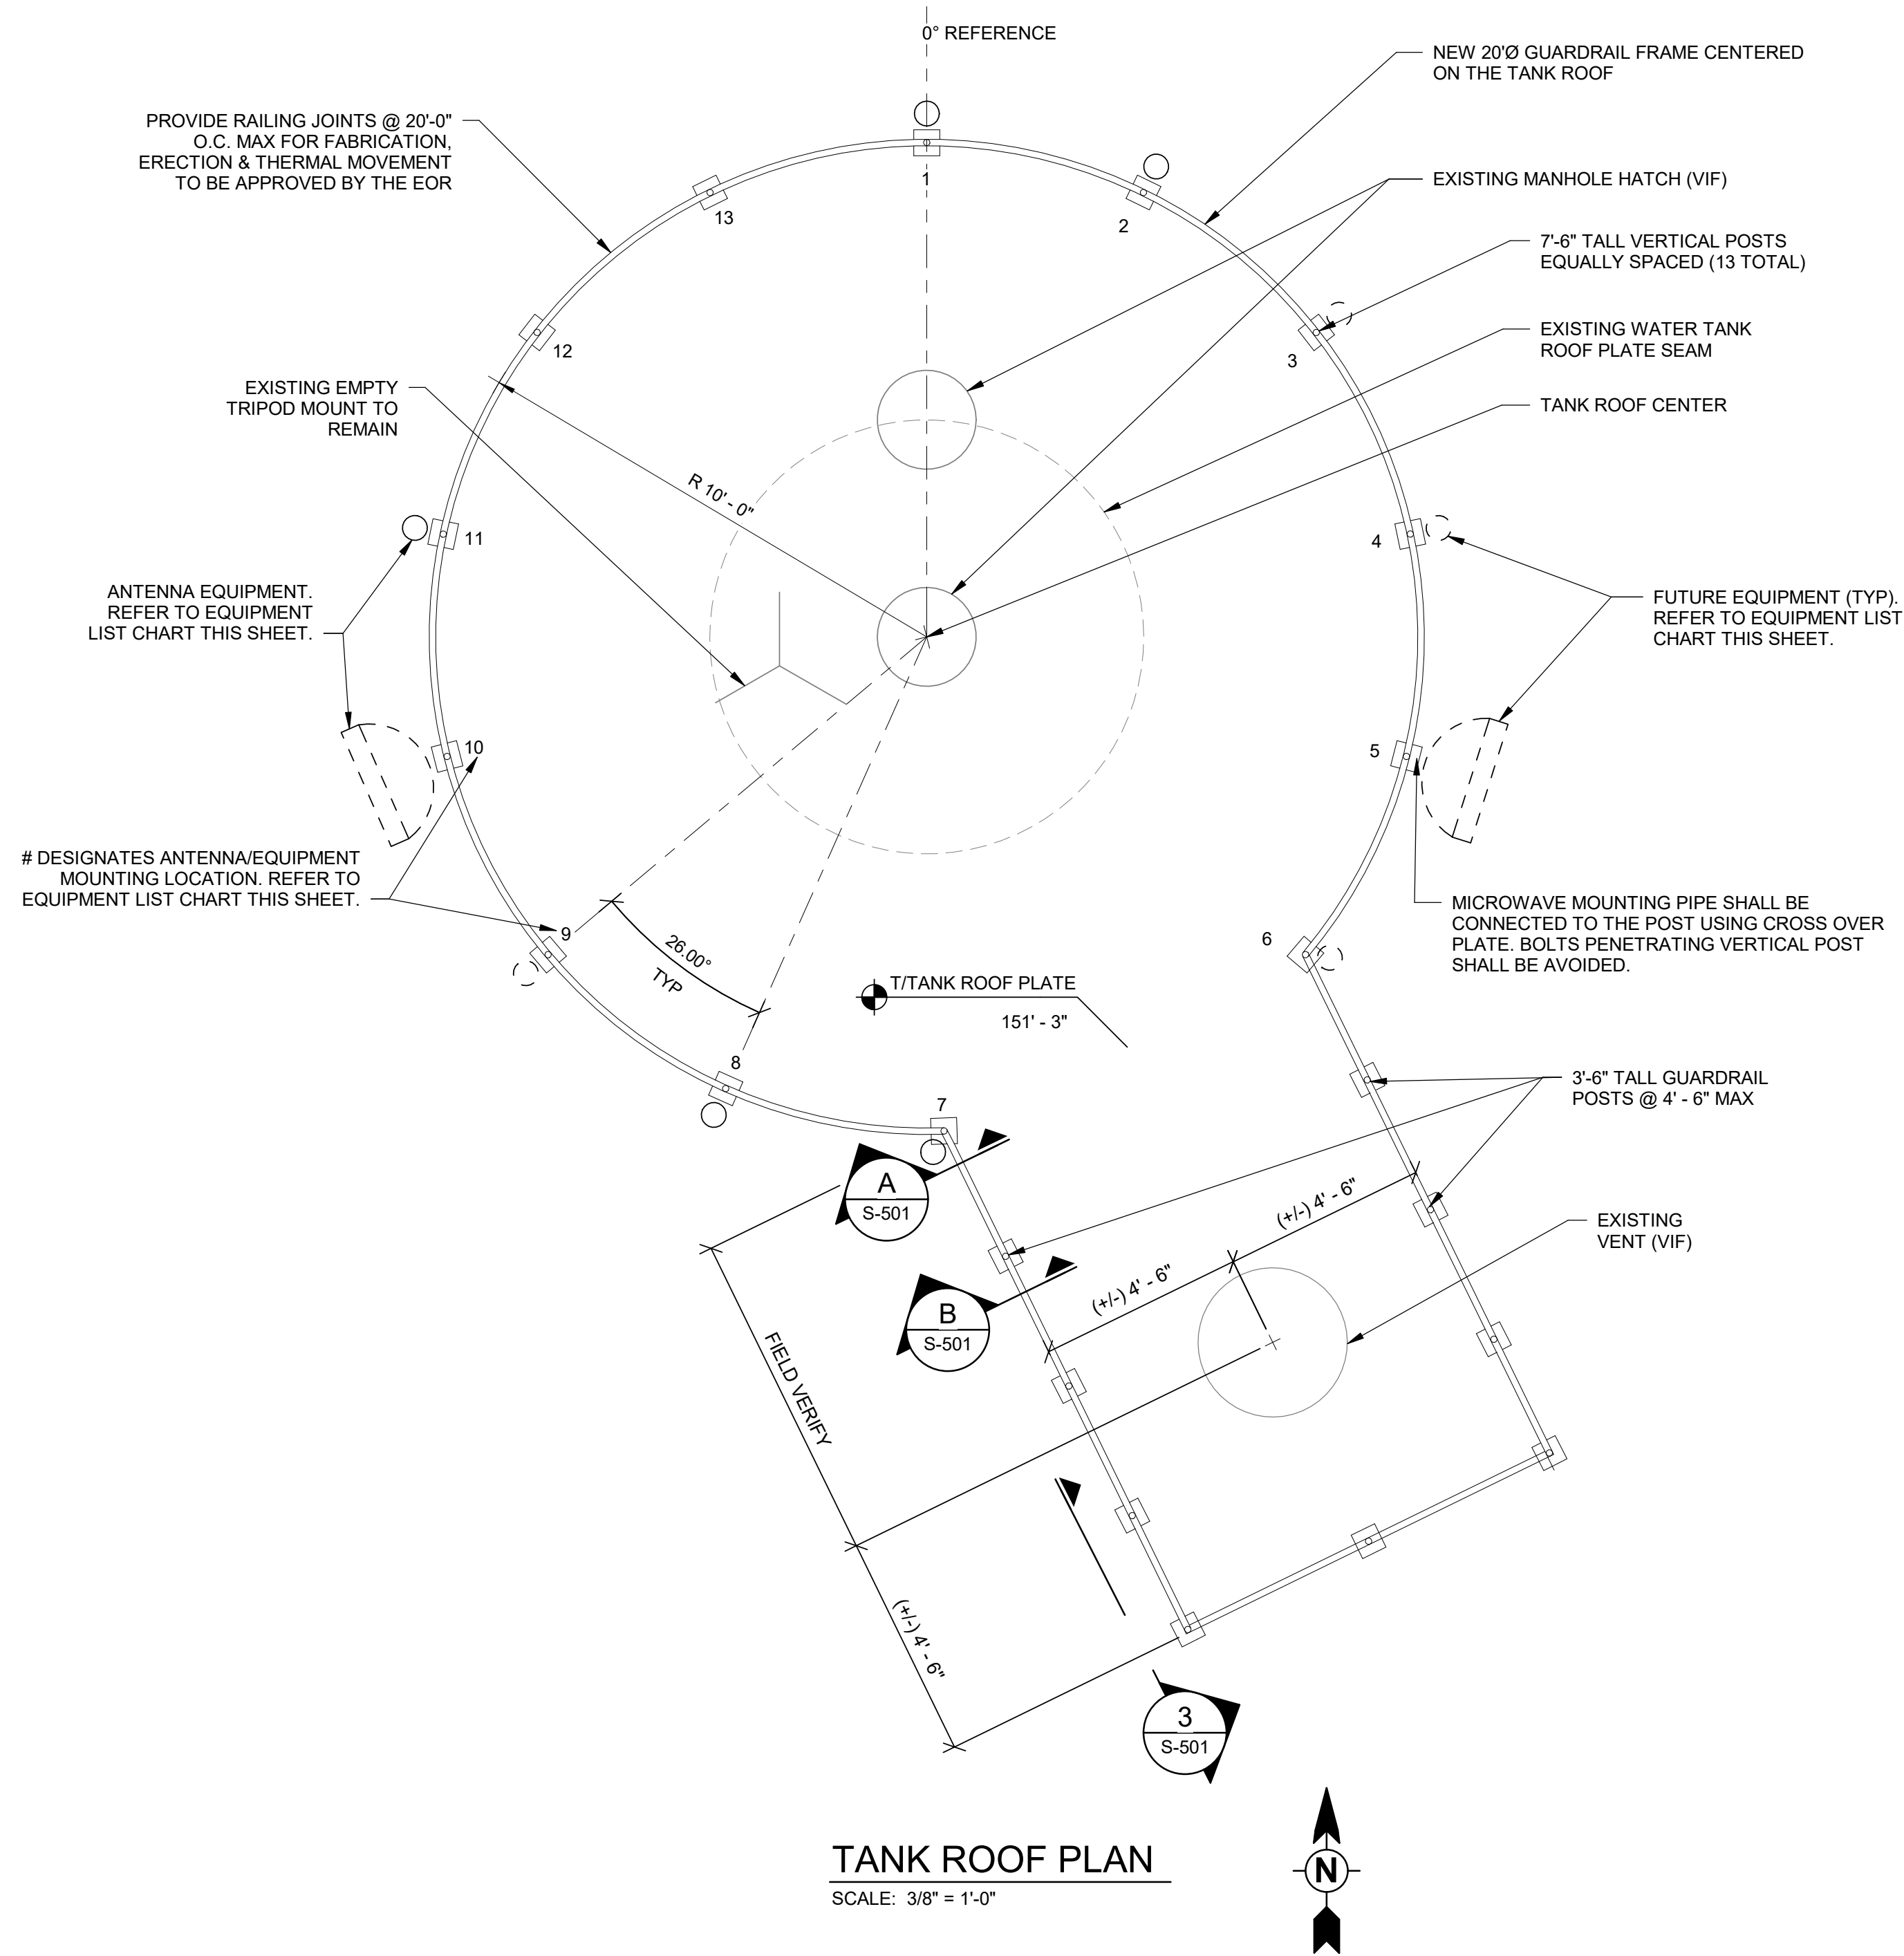 0° REFERENCE
NEW 20'Ø GUARDRAIL FRAME CENTERED
ON THE TANK ROOF
PROVIDE RAILING JOINTS @ 20'-0"
O.C. MAX FOR FABRICATION,
ERECTION & THERMAL MOVEMENT
TO BE APPROVED BY THE EOR
1
EXISTING MANHOLE HATCH (VIF)
13
2
7'-6" TALL VERTICAL POSTS
EQUALLY SPACED (13 TOTAL)
12
3
EXISTING WATER TANK
ROOF PLATE SEAM
EXISTING EMPTY
TRIPOD MOUNT TO
REMAIN
TANK ROOF CENTER
R 10' - 0"
11
4
ANTENNA EQUIPMENT.
REFER TO EQUIPMENT
LIST CHART THIS SHEET.
FUTURE EQUIPMENT (TYP).
REFER TO EQUIPMENT LIST
CHART THIS SHEET.
10
5
# DESIGNATES ANTENNA/EQUIPMENT
MOUNTING LOCATION. REFER TO
EQUIPMENT LIST CHART THIS SHEET.
9
6
MICROWAVE MOUNTING PIPE SHALL BE
CONNECTED TO THE POST USING CROSS OVER
PLATE. BOLTS PENETRATING VERTICAL POST
SHALL BE AVOIDED.
26.00°
TYP
T/TANK ROOF PLATE
151' - 3"
8
7
3'-6" TALL GUARDRAIL
POSTS @ 4' - 6" MAX
A
S-501
(+/-) 4' - 6"
(+/-) 4' - 6"
EXISTING
VENT (VIF)
B
S-501
FIELD VERIFY
(+/-) 4' - 6"
3
S-501
TANK ROOF PLAN
SCALE: 3/8" = 1'-0"
N